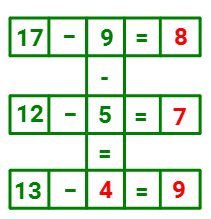 17 − 9 = 8
-
12 − 5 = 7
=
13 − 4 = 9